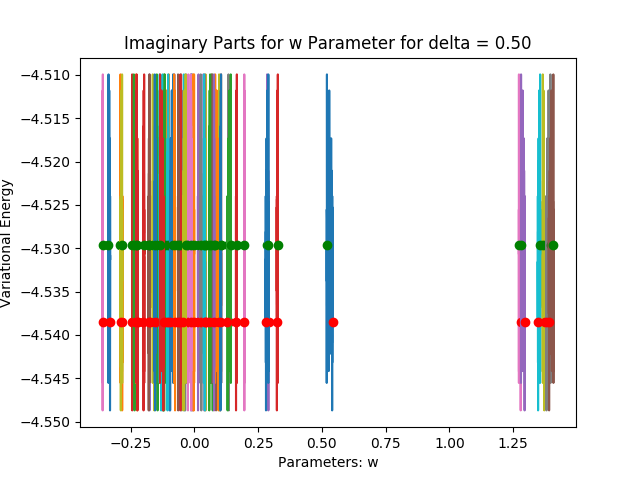 Imaginary Parts for w Parameter for delta = 0.50
Variational Energy
−4.510
−4.515
−4.520
−4.525
−4.530
−4.535
−4.540
−4.545
−4.550
−0.25 0.00 0.25 0.50 0.75 1.00 1.25
Parameters: w